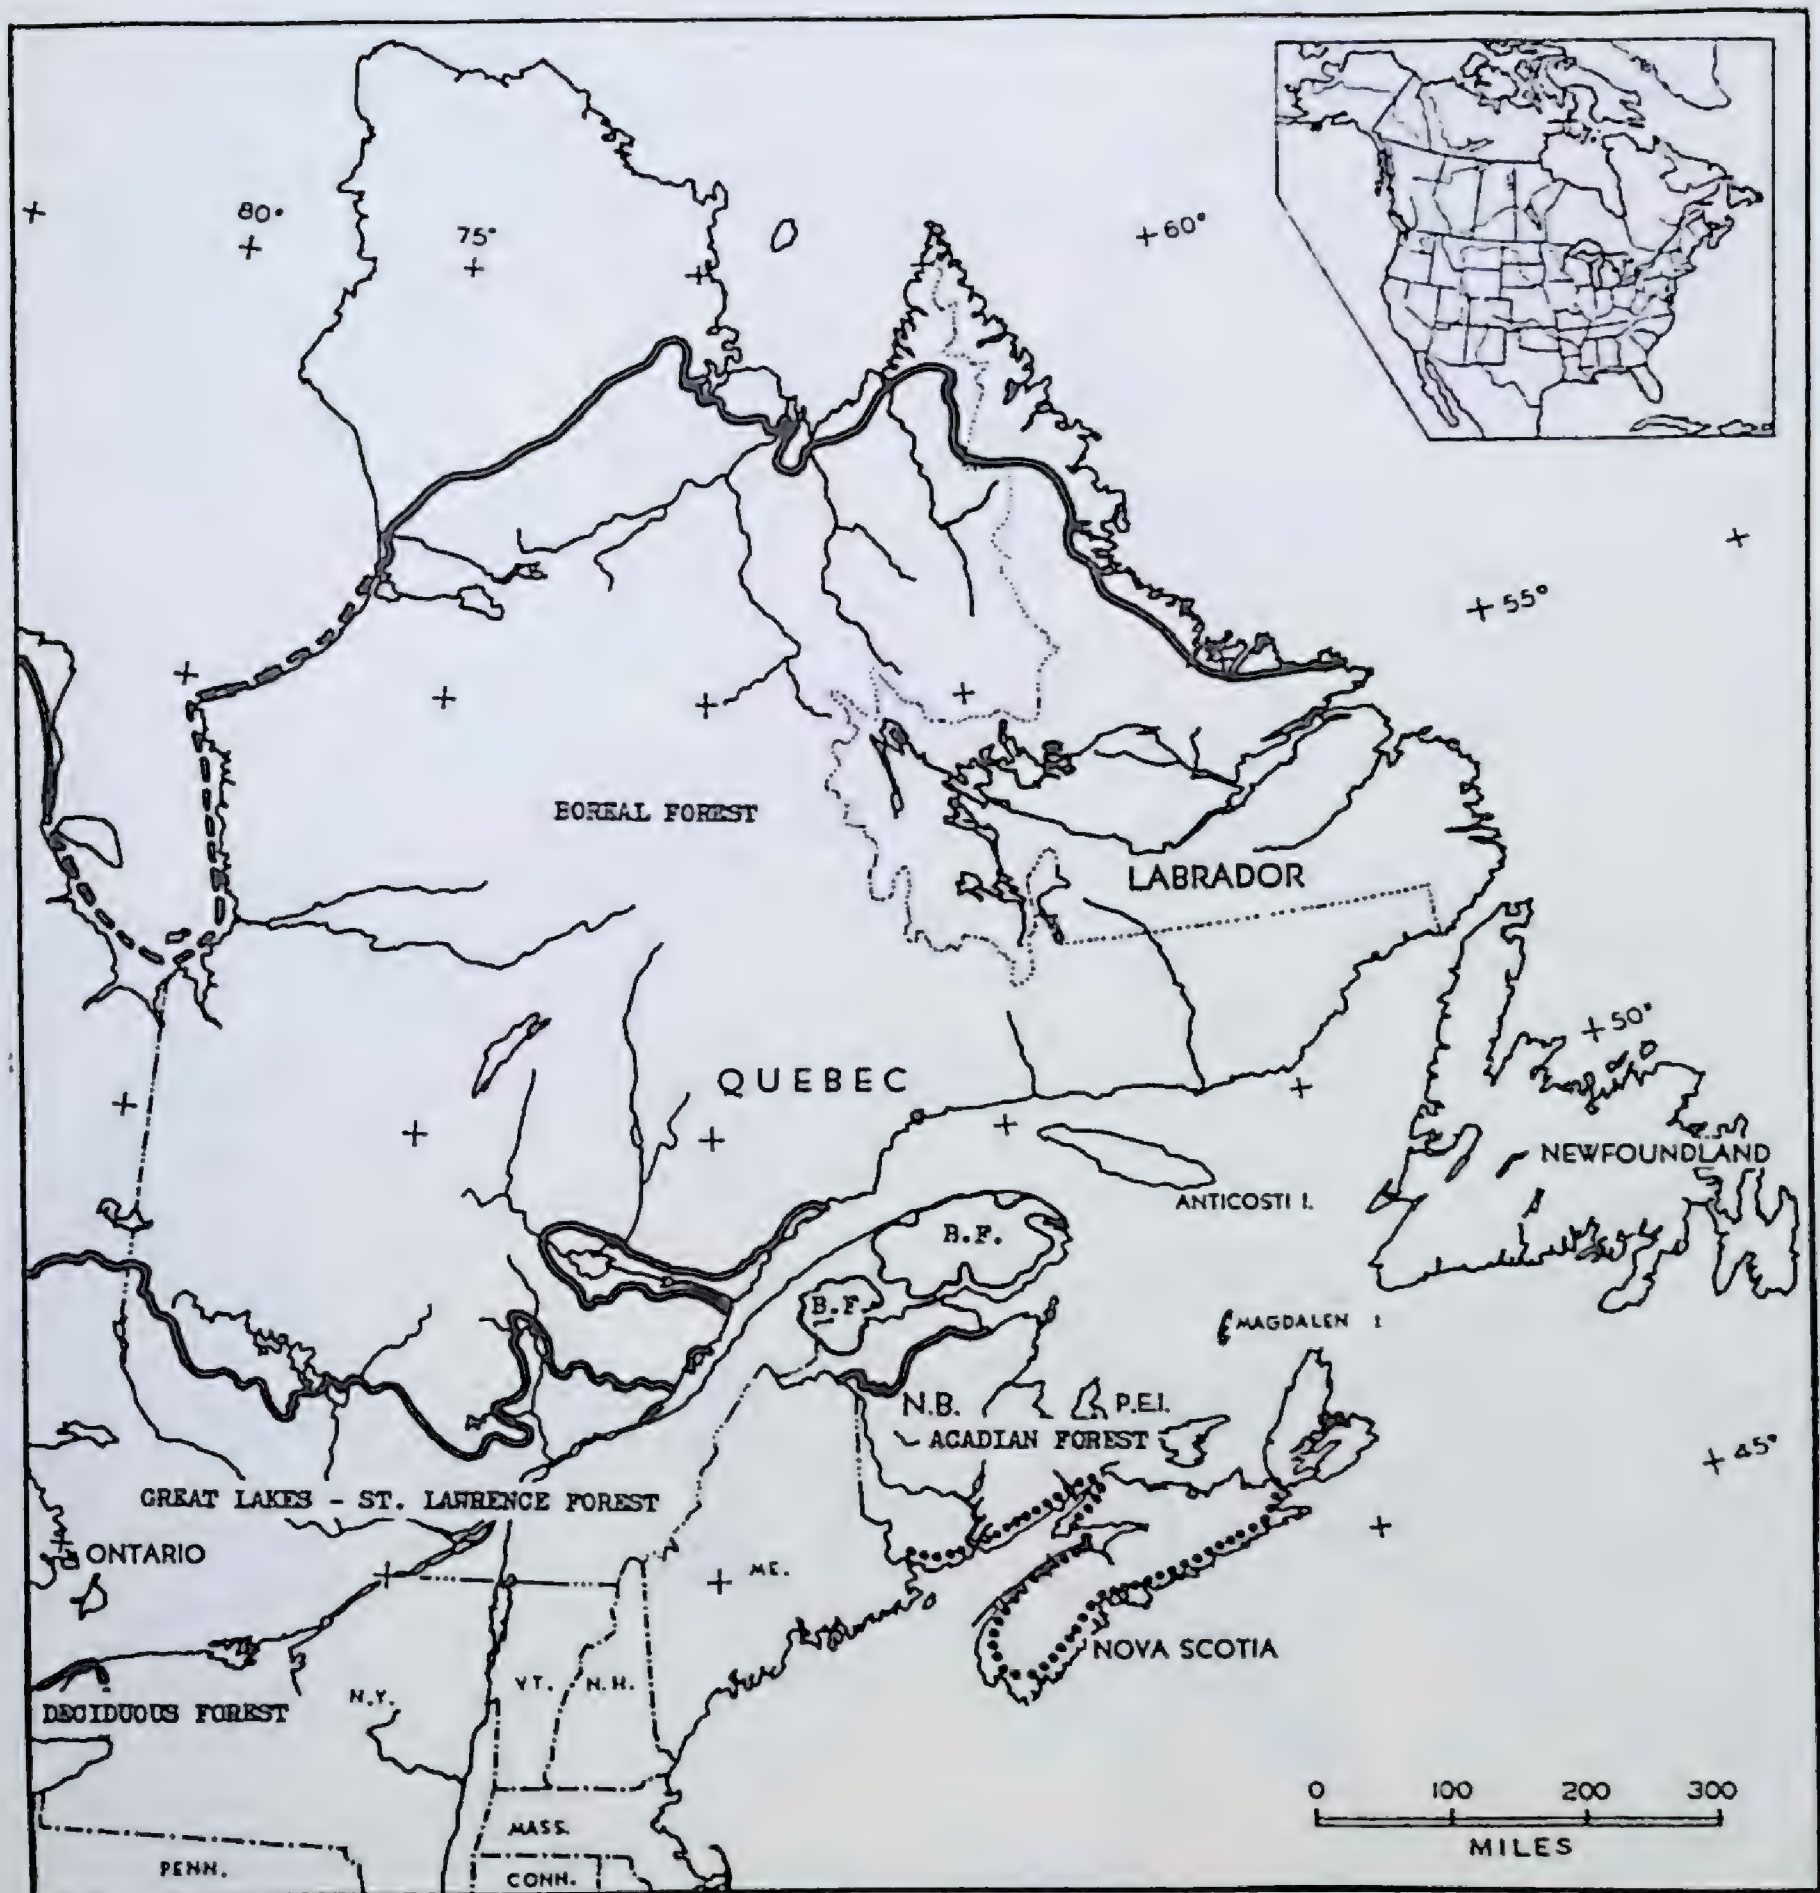 80°
75°
+60°
+55°
BOREAL FOREST
LABRADOR
+50°
QUEBEC
NEWFOUNDLAND
ANTICOSTI I.
B.F.
B.F.
MAGDALEN I
N.B.
P.E.I.
ACADIAN FOREST
+45°
GREAT LAKES - ST. LAWRENCE FOREST
ONTARIO
ME.
NOVA SCOTIA
VT.
N.H.
N.Y.
DECIDUOUS FOREST
0 100 200 300
MILES
MASS.
PENN.
CONN.